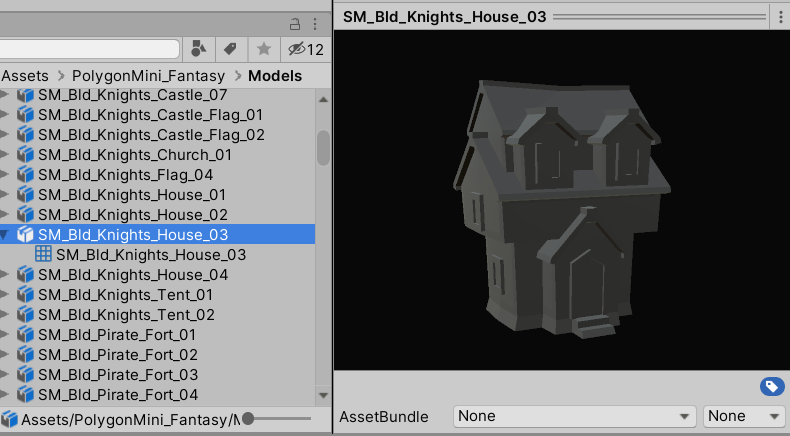 SM_Bld_Knights_House_03
12
Assets > PolygonMini_Fantasy > Models
SM_Bld_Knights_Castle_07
SM_Bld_Knights_Castle_Flag_01
SM_Bld_Knights_Castle_Flag_02
SM_Bld_Knights_Church_01
SM_Bld_Knights_Flag_04
SM_Bld_Knights_House_01
SM_Bld_Knights_House_02
SM_Bld_Knights_House_03
SM_Bld_Knights_House_03
SM_Bld_Knights_House_04
SM_Bld_Knights_Tent_01
SM_Bld_Knights_Tent_02
SM_Bld_Pirate_Fort_01
SM_Bld_Pirate_Fort_02
SM_Bld_Pirate_Fort_03
SM_Bld_Pirate_Fort_04
Assets/PolygonMini_Fantasy/
AssetBundle None None